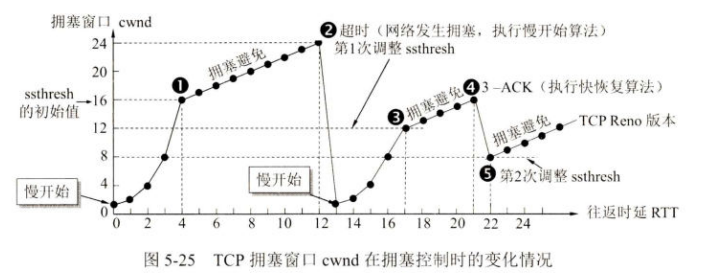 拥塞窗口 cwnd
24
20
16
12
8
4
0
ssthresh
的初始值
慢开始
❶
拥塞避免
❷ 超时（网络发生拥塞，执行慢开始算法）
第1次调整 ssthresh
慢开始
❸
拥塞避免
❹ 3-ACK（执行快恢复算法）
拥塞避免
TCP Reno 版本
❺ 第2次调整 ssthresh
0 2 4 6 8 10 12 14 16 18 20 22 24
往返时延 RTT
图 5-25 TCP 拥塞窗口 cwnd 在拥塞控制时的变化情况